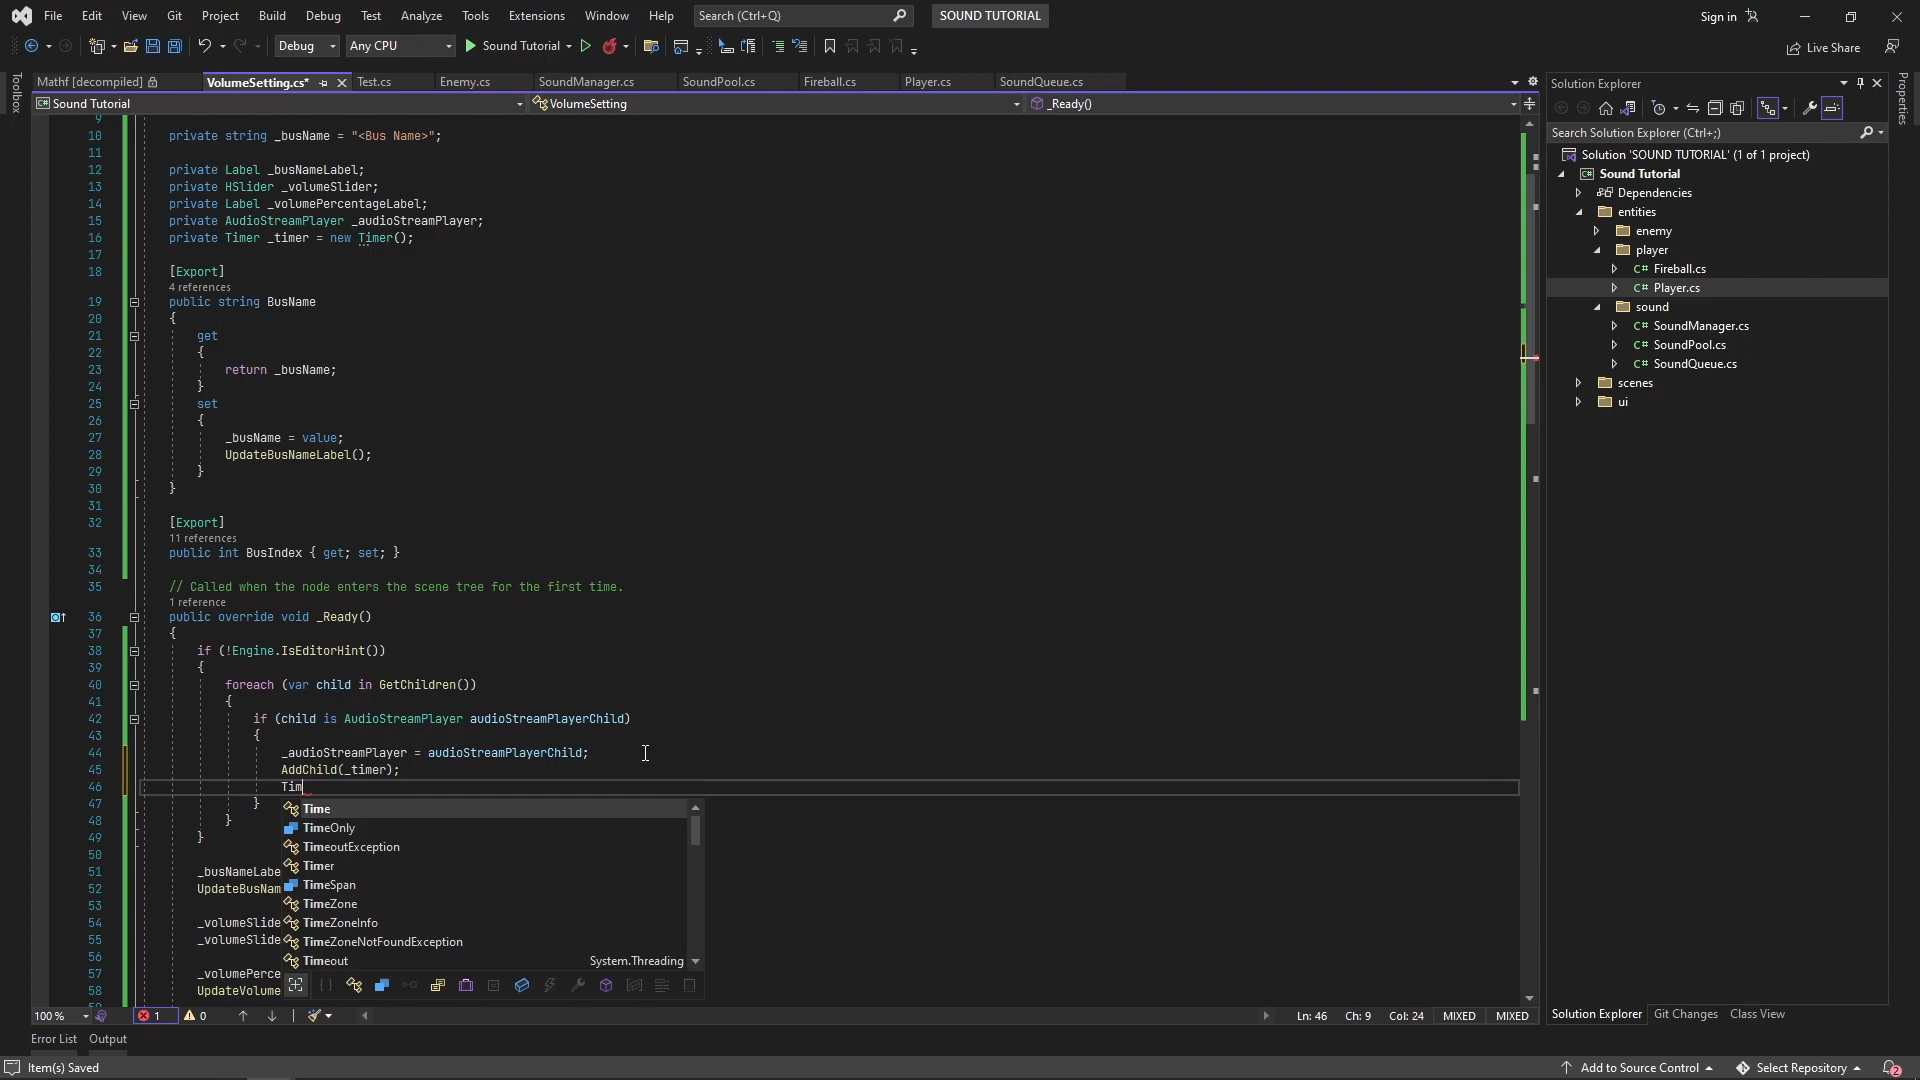 File Edit View Git Project Build Debug Test Analyze Tools Extensions Window Help Search (Ctrl+Q) SOUND TUTORIAL Sign in
Debug Any CPU Sound Tutorial Live Share
Toolbox
Mathf [decompiled] VolumeSetting.cs* Test.cs Enemy.cs SoundManager.cs SoundPool.cs Fireball.cs Player.cs SoundQueue.cs
Sound Tutorial VolumeSetting _Ready()
9
10 private string _busName = "<Bus Name>";
11
12 private Label _busNameLabel;
13 private HSlider _volumeSlider;
14 private Label _volumePercentageLabel;
15 private AudioStreamPlayer _audioStreamPlayer;
16 private Timer _timer = new Timer();
17
18 [Export]
4 references
19 public string BusName
20 {
21 get
22 {
23 return _busName;
24 }
25 set
26 {
27 _busName = value;
28 UpdateBusNameLabel();
29 }
30 }
31
32 [Export]
11 references
33 public int BusIndex { get; set; }
34
35 // Called when the node enters the scene tree for the first time.
1 reference
36 public override void _Ready()
37 {
38 if (!Engine.IsEditorHint())
39 {
40 foreach (var child in GetChildren())
41 {
42 if (child is AudioStreamPlayer audioStreamPlayerChild)
43 {
44 _audioStreamPlayer = audioStreamPlayerChild;
45 AddChild(_timer);
46 Tim
47 }
48 }
49 }
50
51 _busNameLabe
52 UpdateBusNam
53
54 _volumeSlide
55 _volumeSlide
56
57 _volumePerce
58 UpdateVolume
Time
TimeOnly
TimeoutException
Timer
TimeSpan
TimeZone
TimeZoneInfo
TimeZoneNotFoundException
Timeout System.Threading
100 % 1 0 Ln: 46 Ch: 9 Col: 24 MIXED MIXED
Error List Output
Item(s) Saved Add to Source Control Select Repository 2
Solution Explorer
Search Solution Explorer (Ctrl+;)
Solution 'SOUND TUTORIAL' (1 of 1 project)
C# Sound Tutorial
Dependencies
entities
enemy
player
C# Fireball.cs
C# Player.cs
sound
C# SoundManager.cs
C# SoundPool.cs
C# SoundQueue.cs
scenes
ui
Solution Explorer Git Changes Class View
Properties